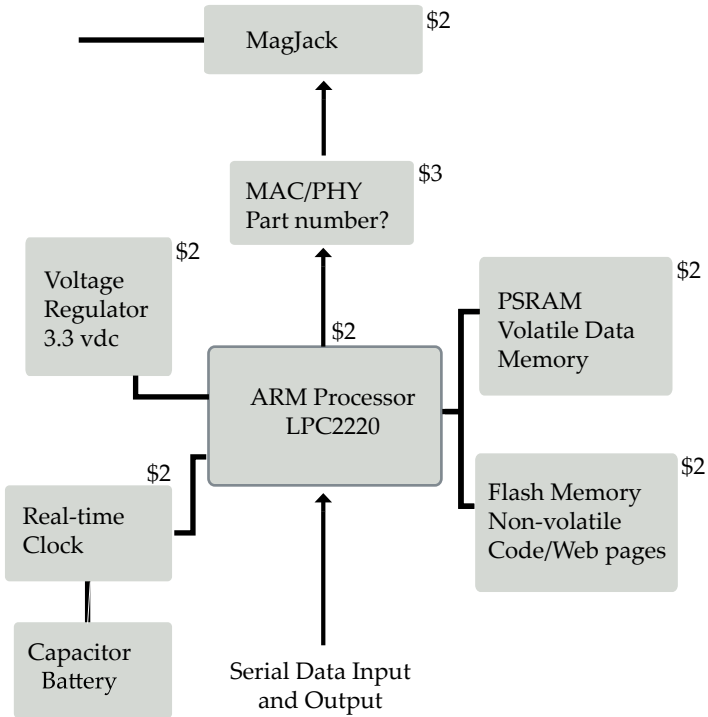 MagJack
$2
MAC/PHY
Part number?
$3
Voltage
Regulator
3.3 vdc
$2
PSRAM
Volatile Data
Memory
$2
ARM Processor
LPC2220
$2
Real-time
Clock
$2
Flash Memory
Non-volatile
Code/Web pages
$2
Capacitor
Battery
Serial Data Input
and Output